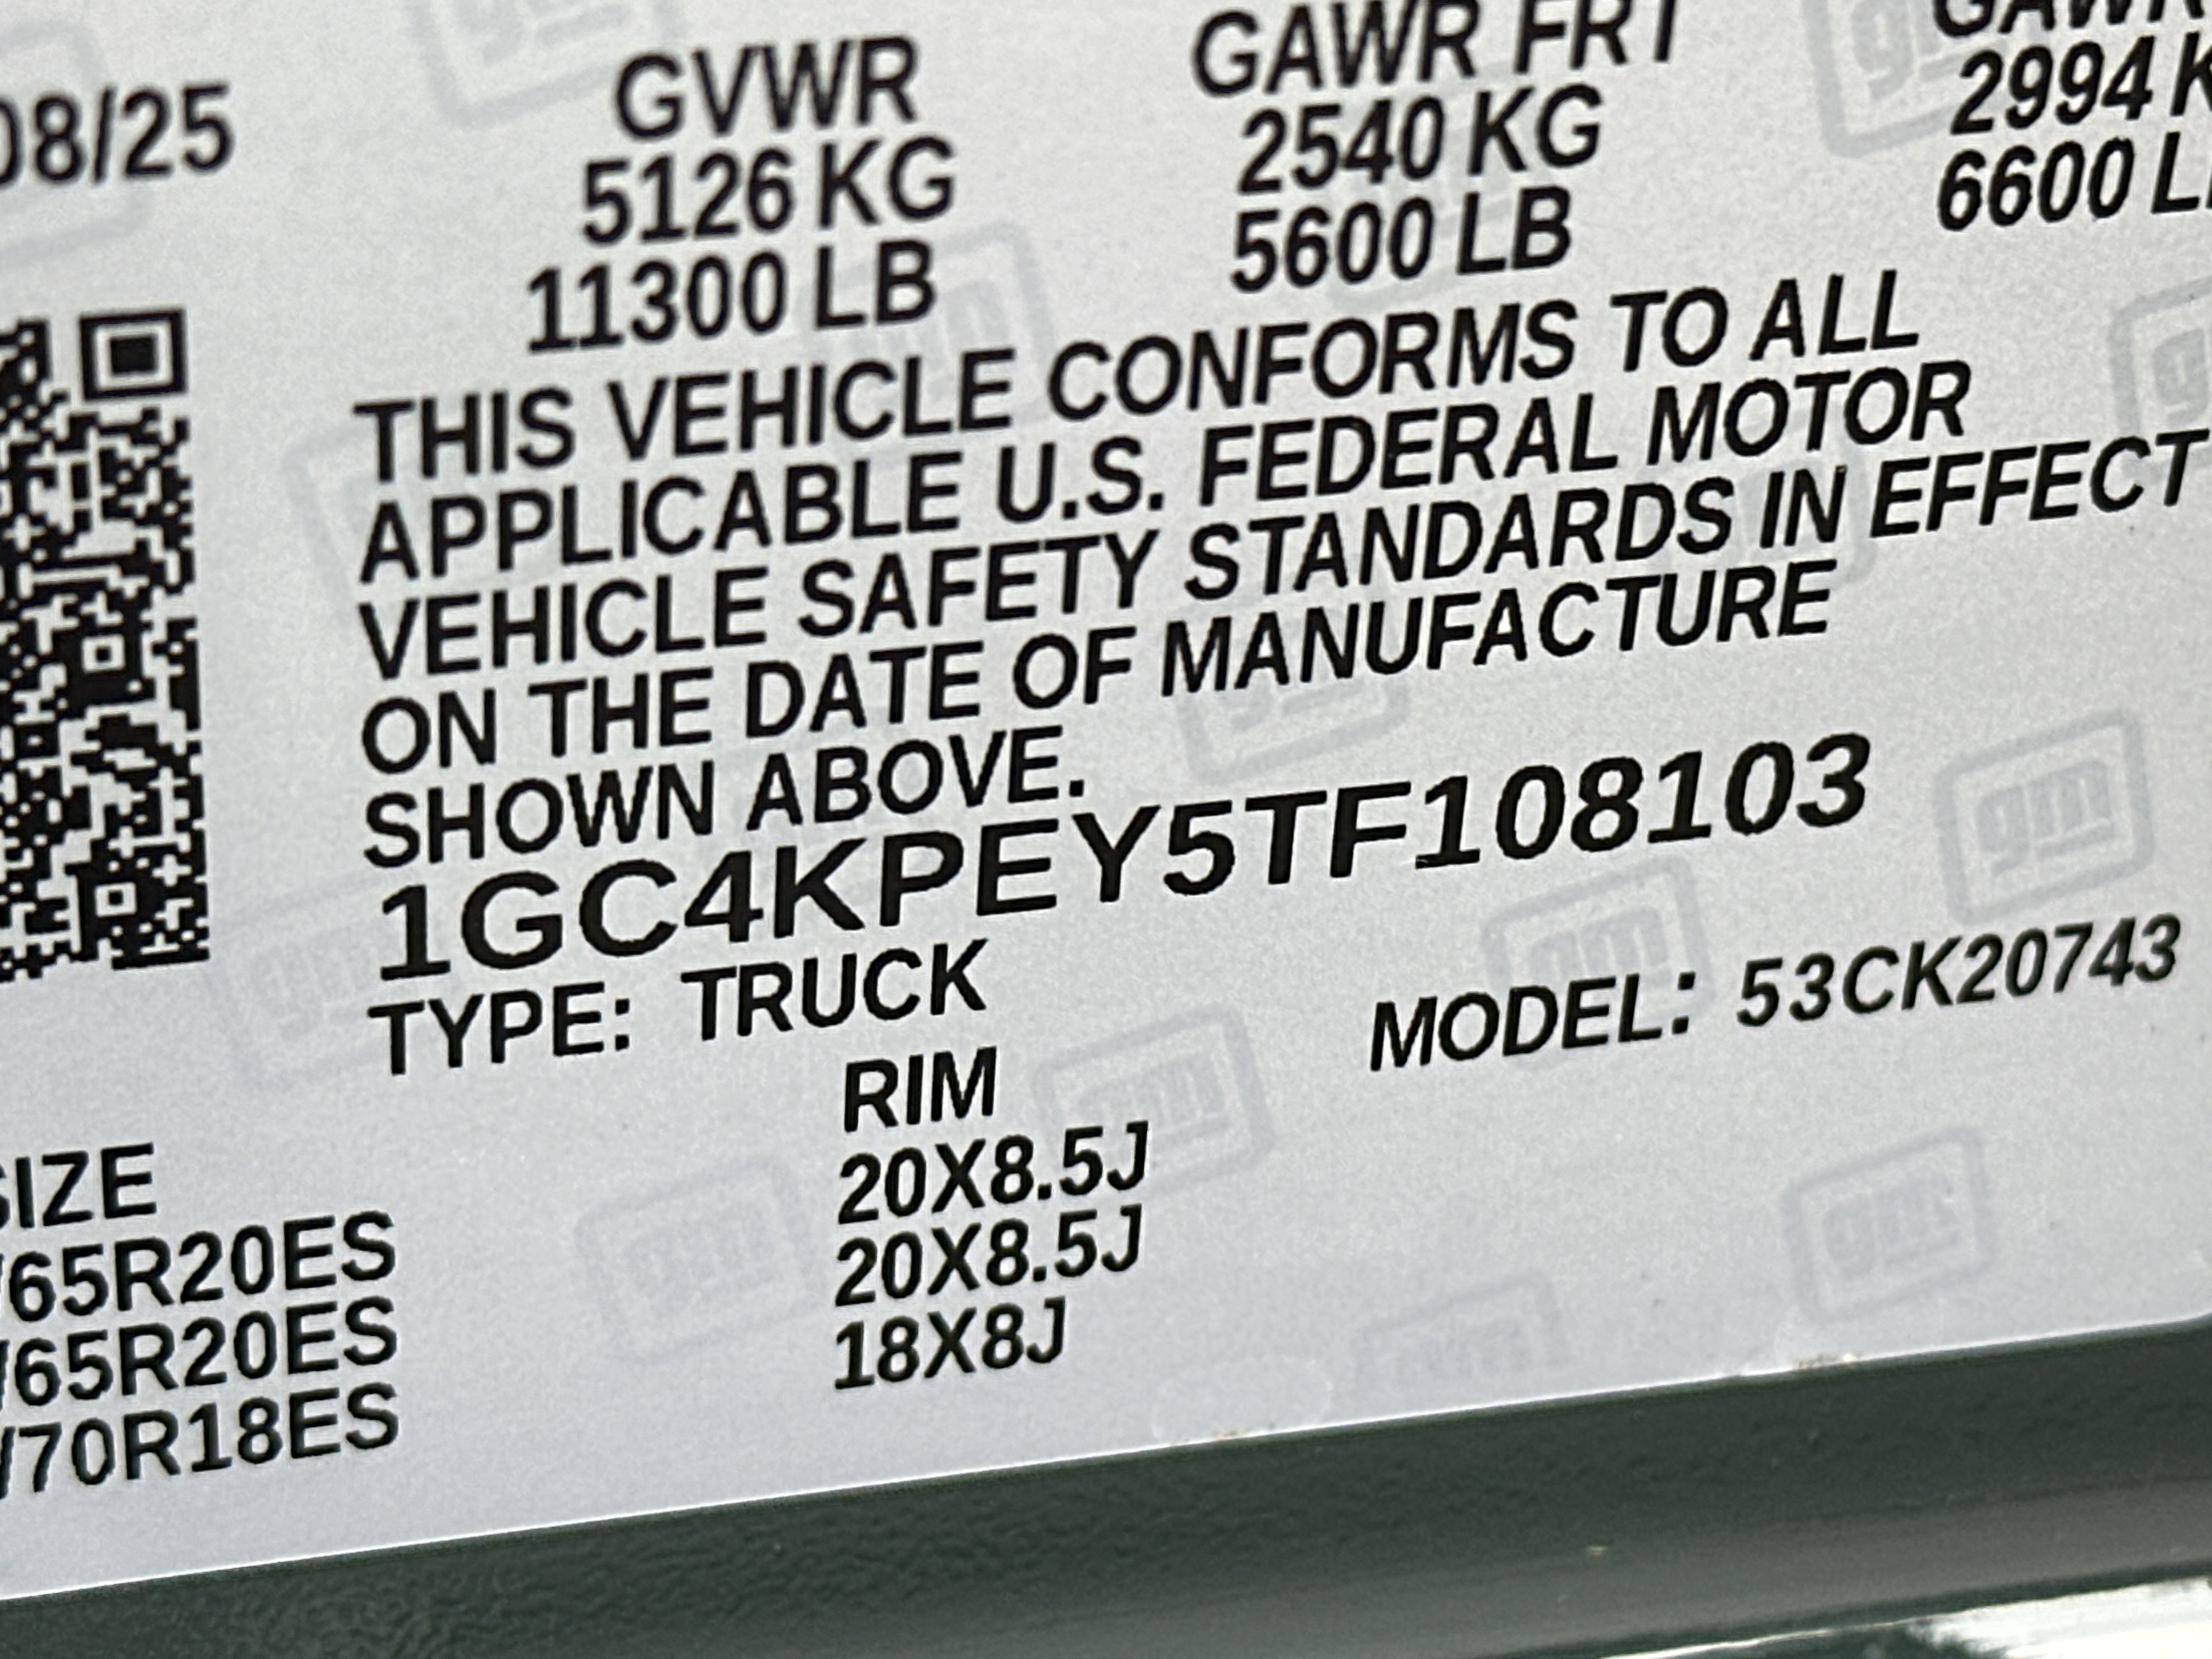 08/25
GVWR GAWR FRT GAWR
5126 KG 2540 KG 2994 K
11300 LB 5600 LB 6600 L
THIS VEHICLE CONFORMS TO ALL
APPLICABLE U.S. FEDERAL MOTOR
VEHICLE SAFETY STANDARDS IN EFFECT
ON THE DATE OF MANUFACTURE
SHOWN ABOVE.
1GC4KPEY5TF108103
TYPE: TRUCK MODEL: 53CK20743
SIZE RIM
/65R20ES 20X8.5J
/65R20ES 20X8.5J
/70R18ES 18X8J
gm